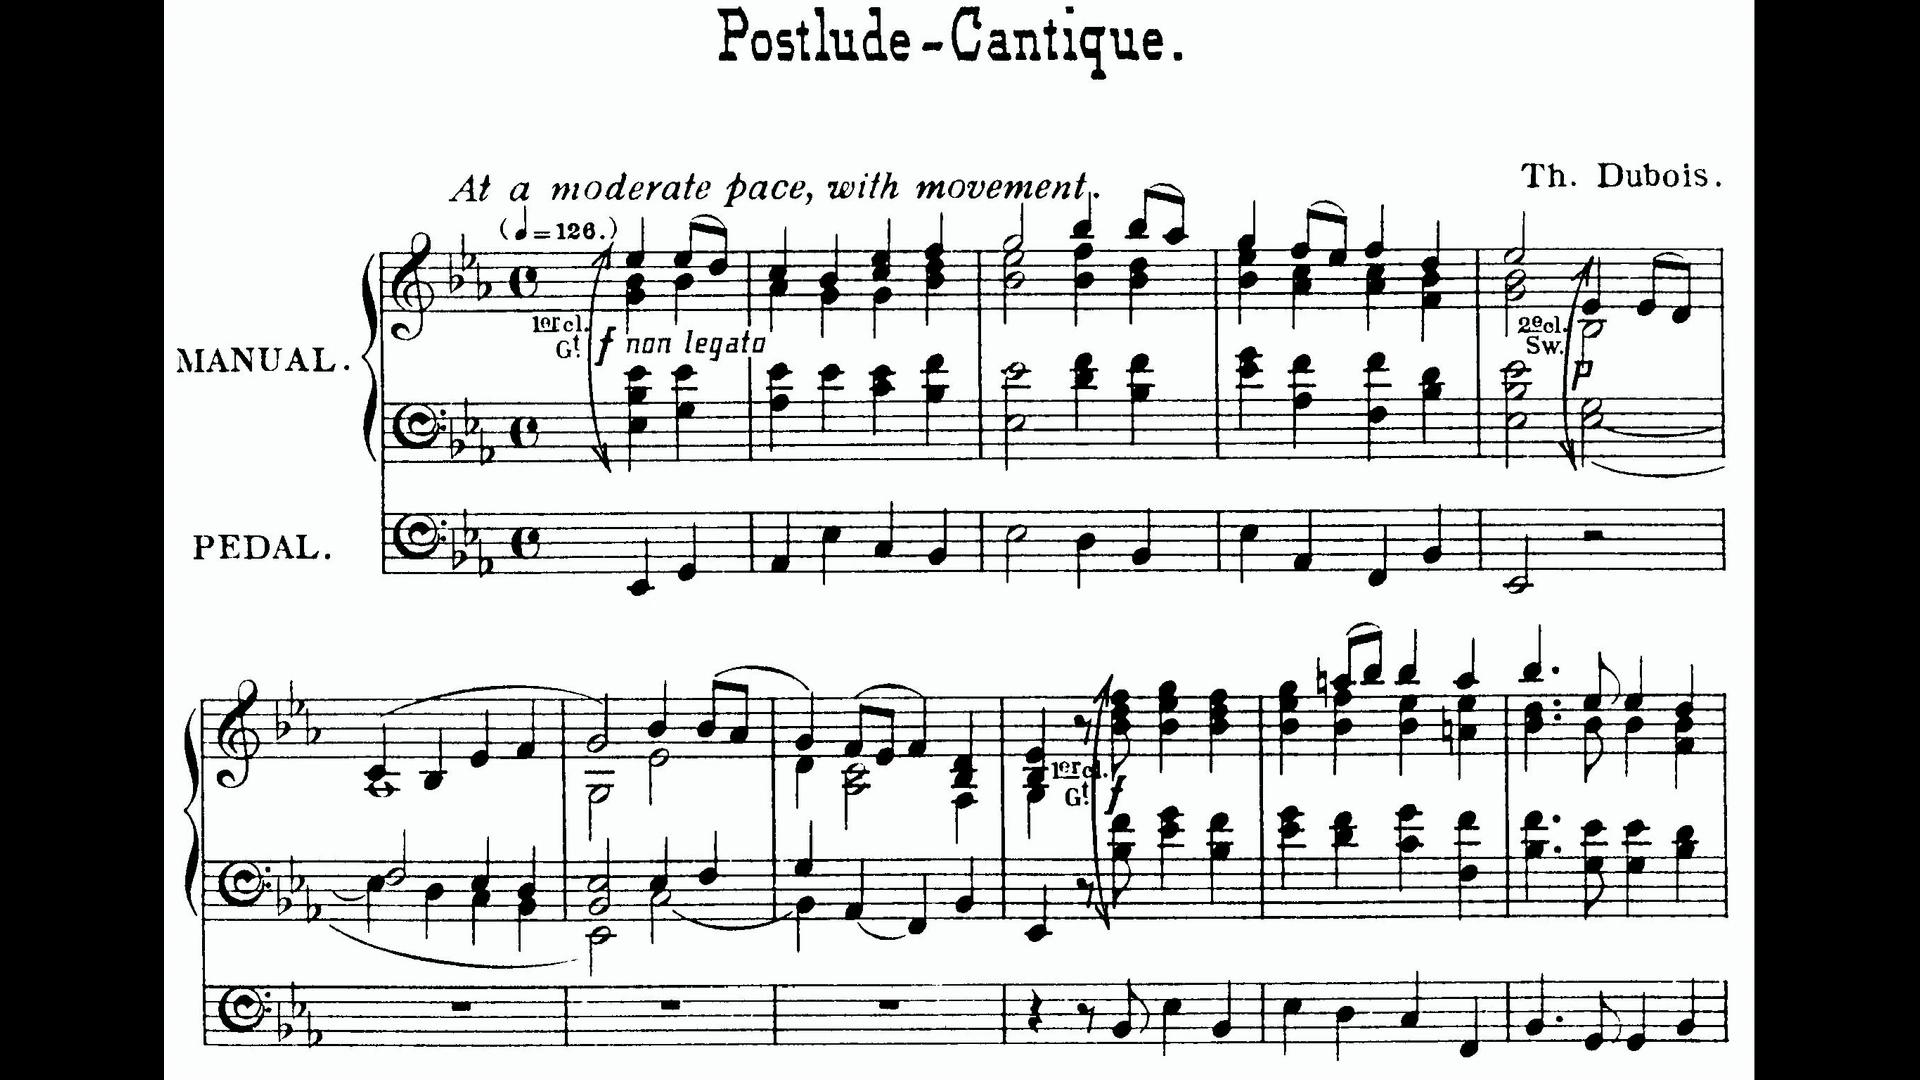 Postlude-Cantique.
Th. Dubois.
At a moderate pace, with movement.
(♩=126.)
1er cl.
Gt. f non legato
2e cl.
Sw.
p
MANUAL.
PEDAL.
1er cl.
Gt. f